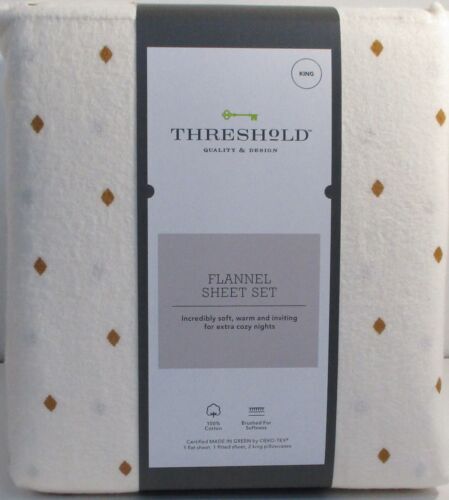 KING
THRESHOLD™
QUALITY & DESIGN
FLANNEL
SHEET SET
Incredibly soft, warm and inviting
for extra cozy nights
100%
Cotton
Brushed For
Softness
Certified MADE IN GREEN by OEKO-TEX®
1 flat sheet, 1 fitted sheet, 2 king pillowcases